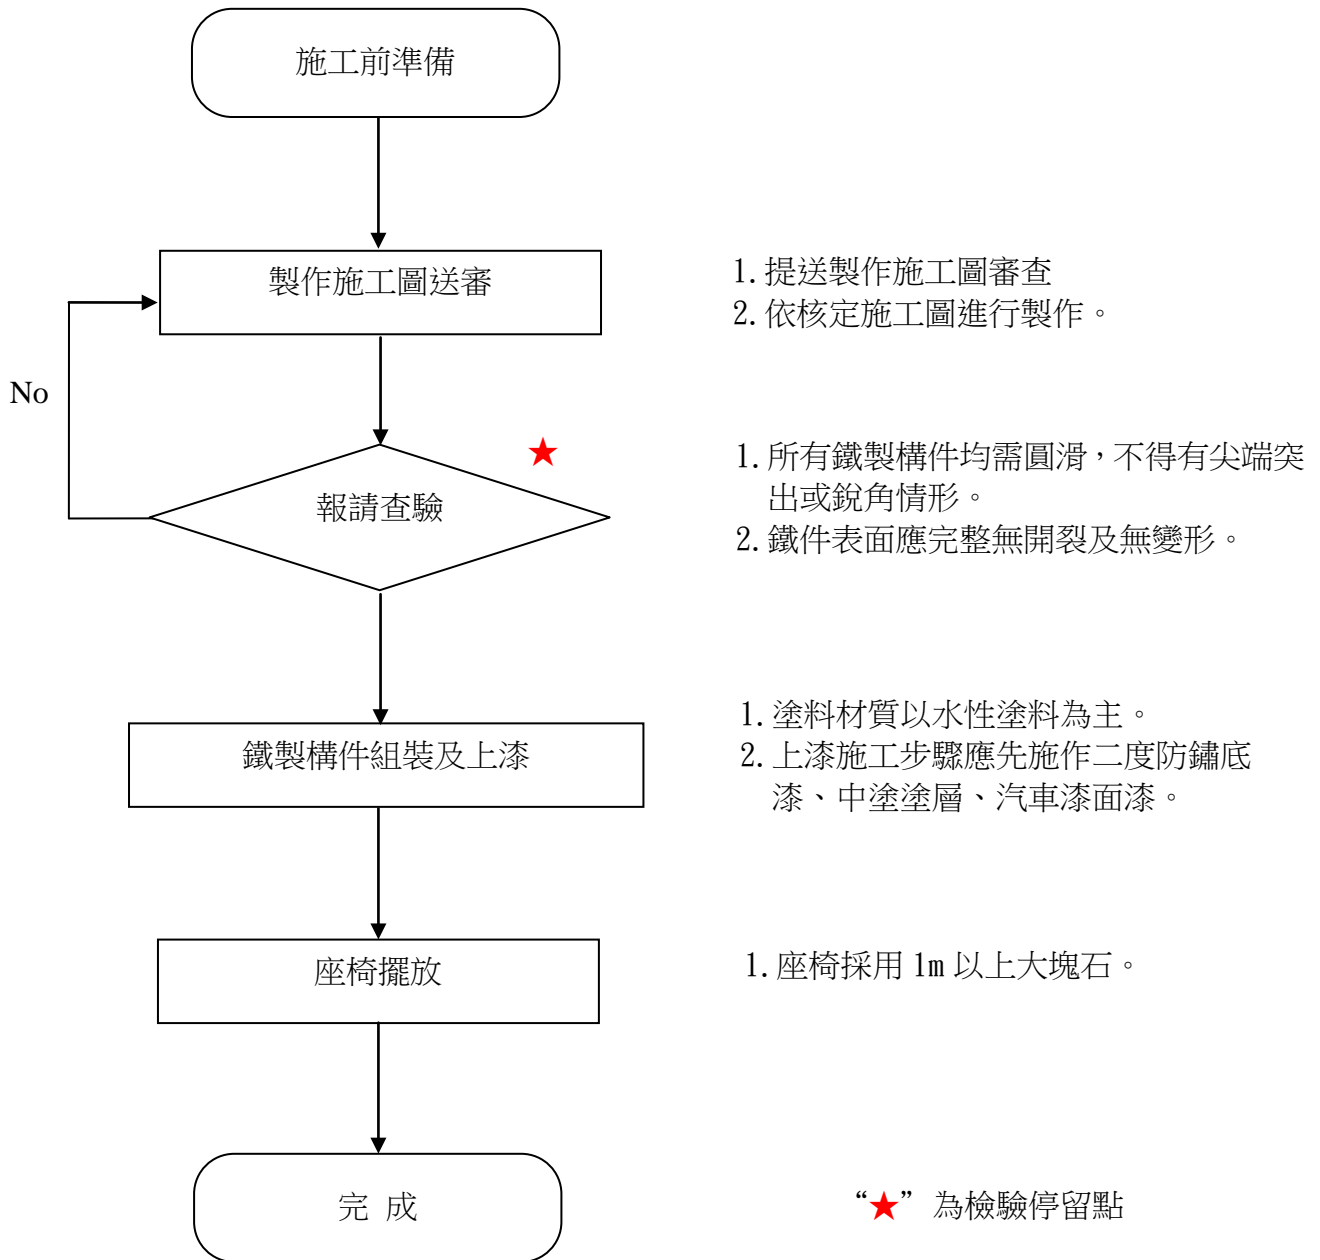 施工前準備
製作施工圖送審
1.提送製作施工圖審查
2.依核定施工圖進行製作。
No
報請查驗
★
1.所有鐵製構件均需圓滑，不得有尖端突
出或銳角情形。
2.鐵件表面應完整無開裂及無變形。
鐵製構件組裝及上漆
1.塗料材質以水性塗料為主。
2.上漆施工步驟應先施作二度防鏽底
漆、中塗塗層、汽車漆面漆。
座椅擺放
1.座椅採用 1m 以上大塊石。
完 成
“★” 為檢驗停留點